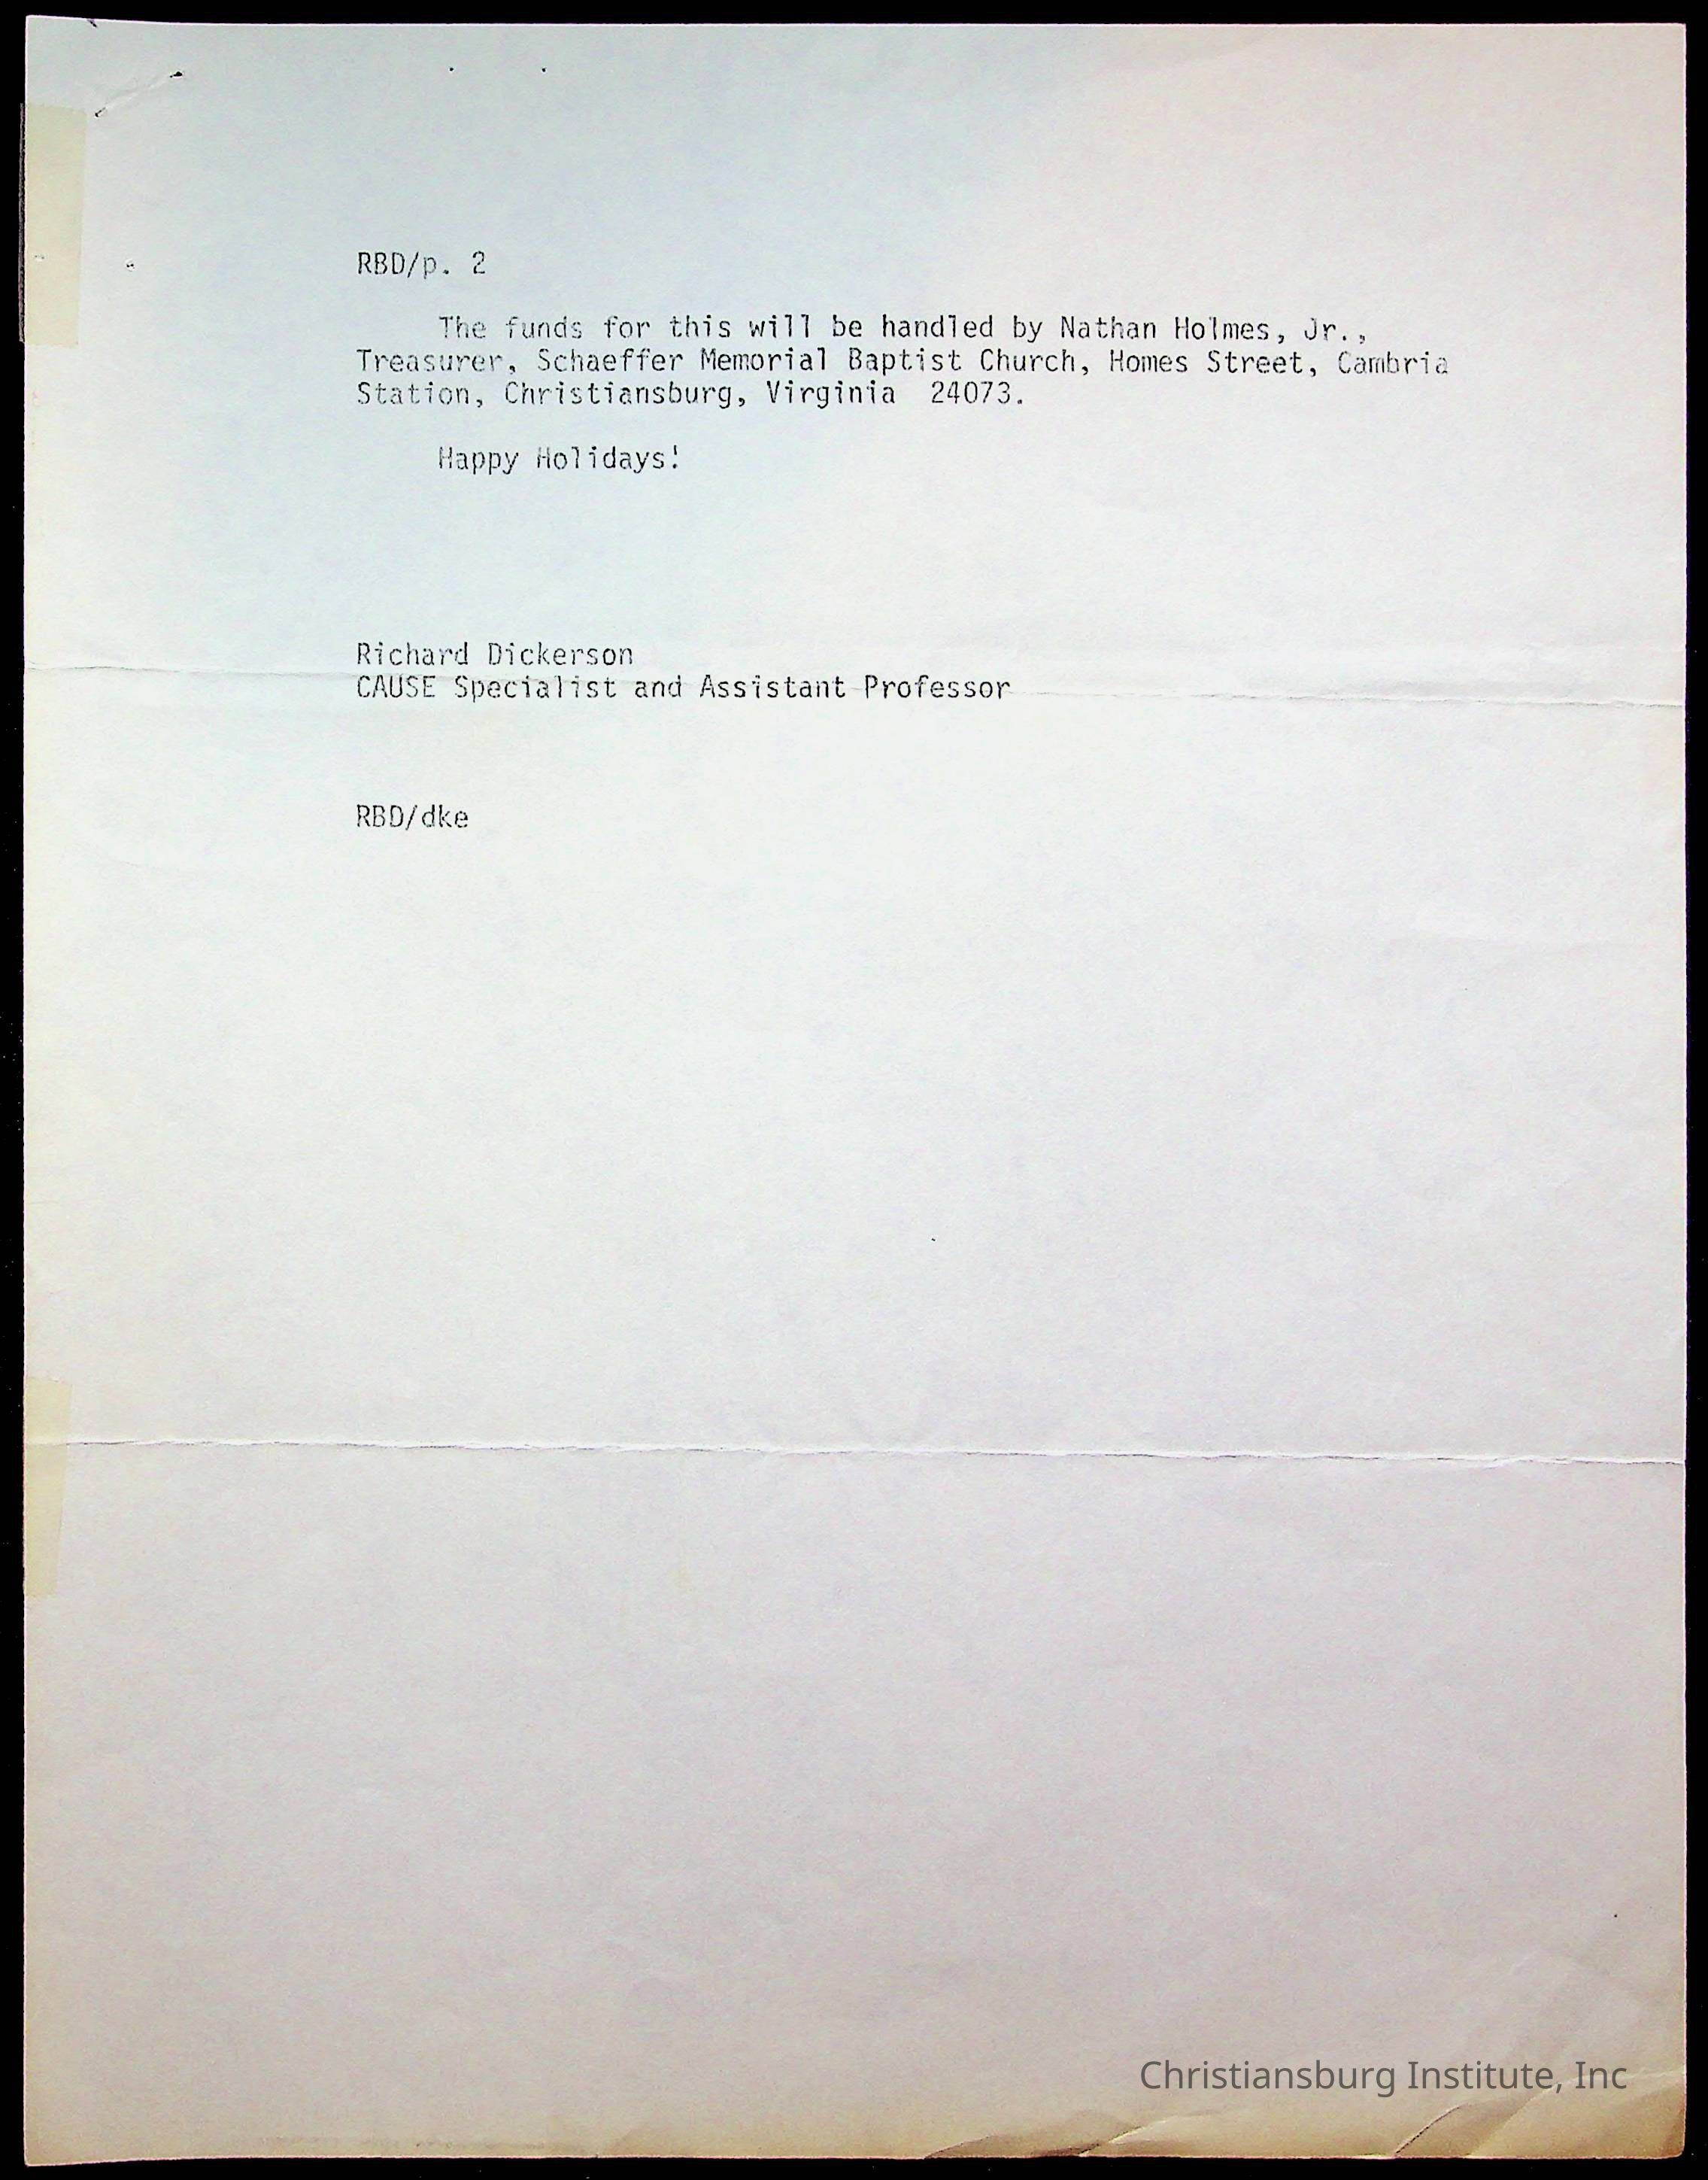 RBD/p. 2
The funds for this will be handled by Nathan Holmes, Jr.,
Treasurer, Schaeffer Memorial Baptist Church, Homes Street, Cambria
Station, Christiansburg, Virginia  24073.
Happy Holidays!
Richard Dickerson
CAUSE Specialist and Assistant Professor
RBD/dke
Christiansburg Institute, Inc